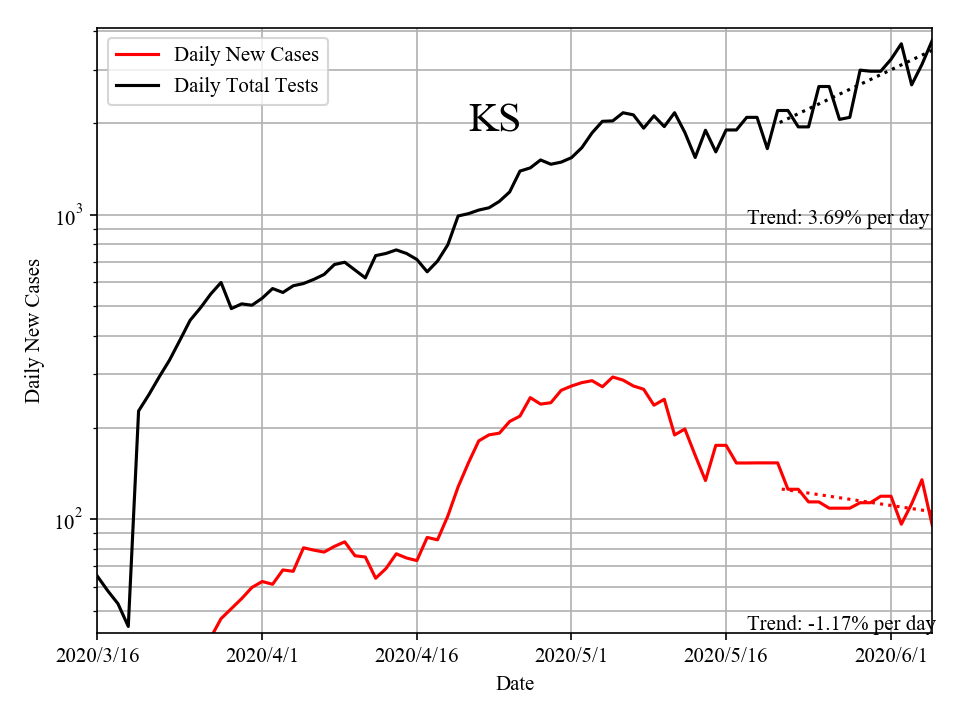 Daily New Cases
Daily Total Tests
KS
10³
Trend: 3.69% per day
Daily New Cases
10²
Trend: -1.17% per day
2020/3/16 2020/4/1 2020/4/16 2020/5/1 2020/5/16 2020/6/1
Date